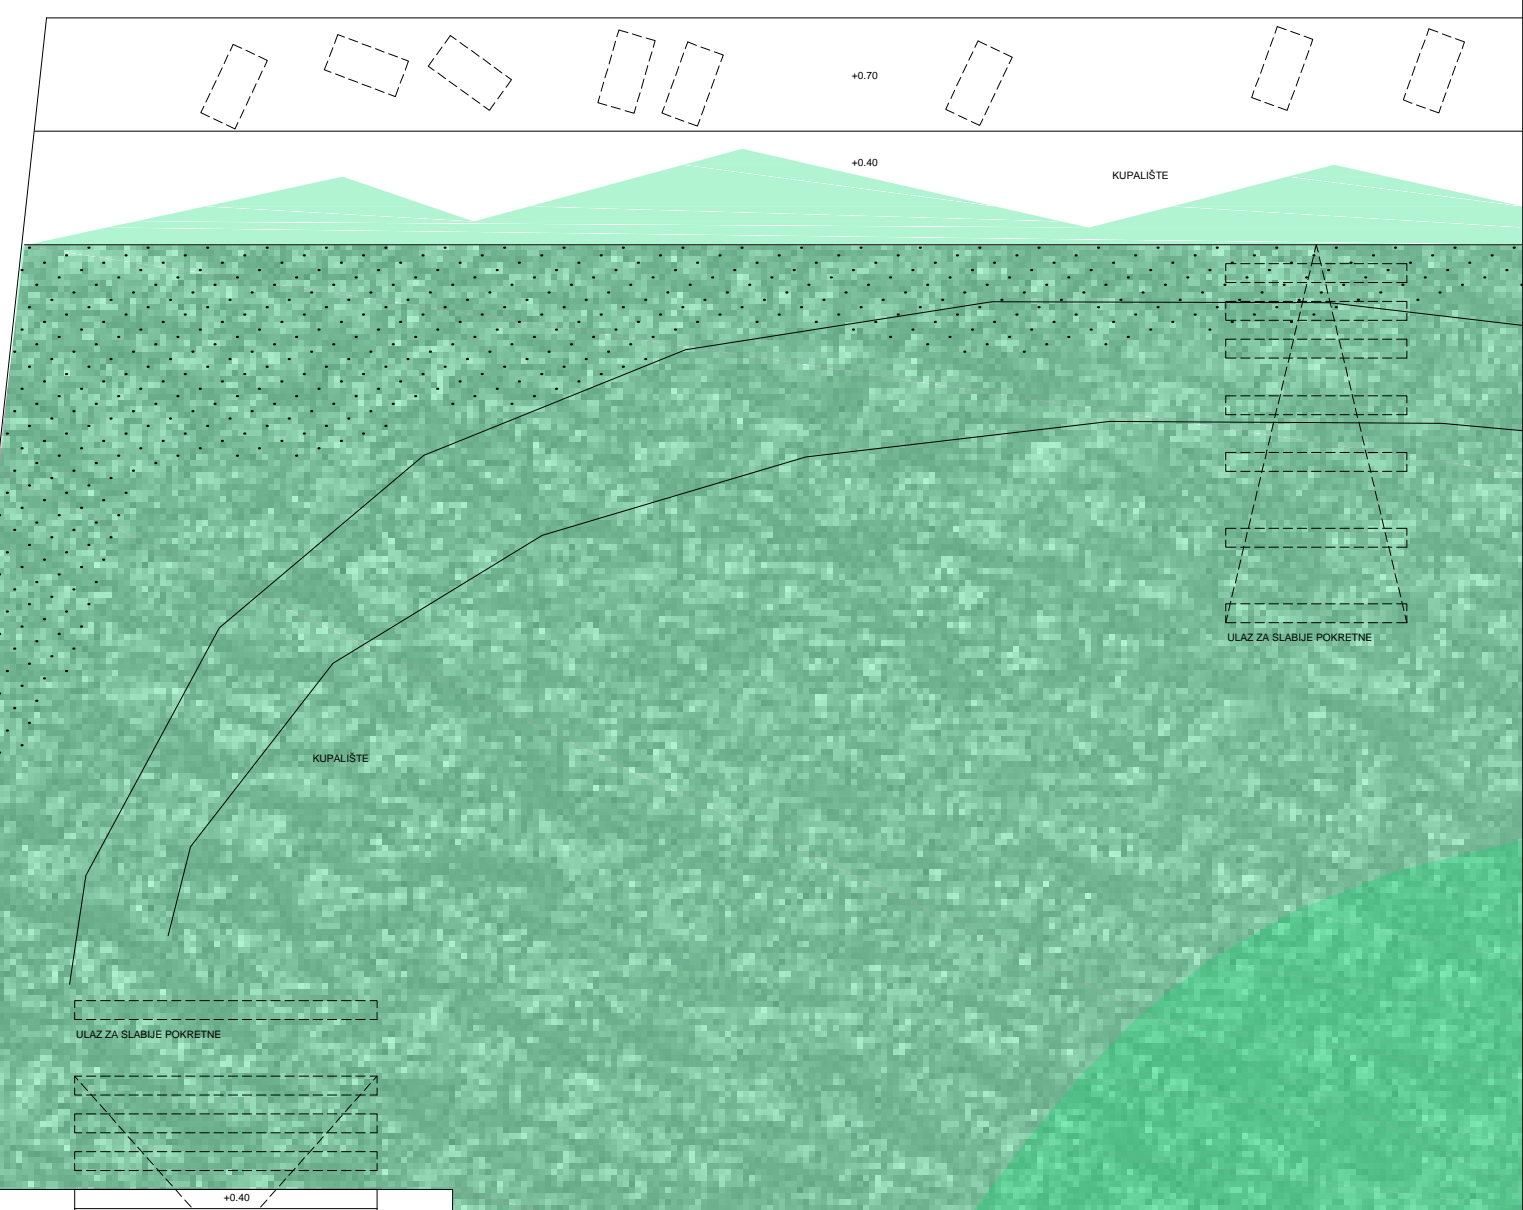 +0.70
+0.40
KUPALIŠTE
ULAZ ZA SLABIJE POKRETNE
KUPALIŠTE
ULAZ ZA SLABIJE POKRETNE
+0.40